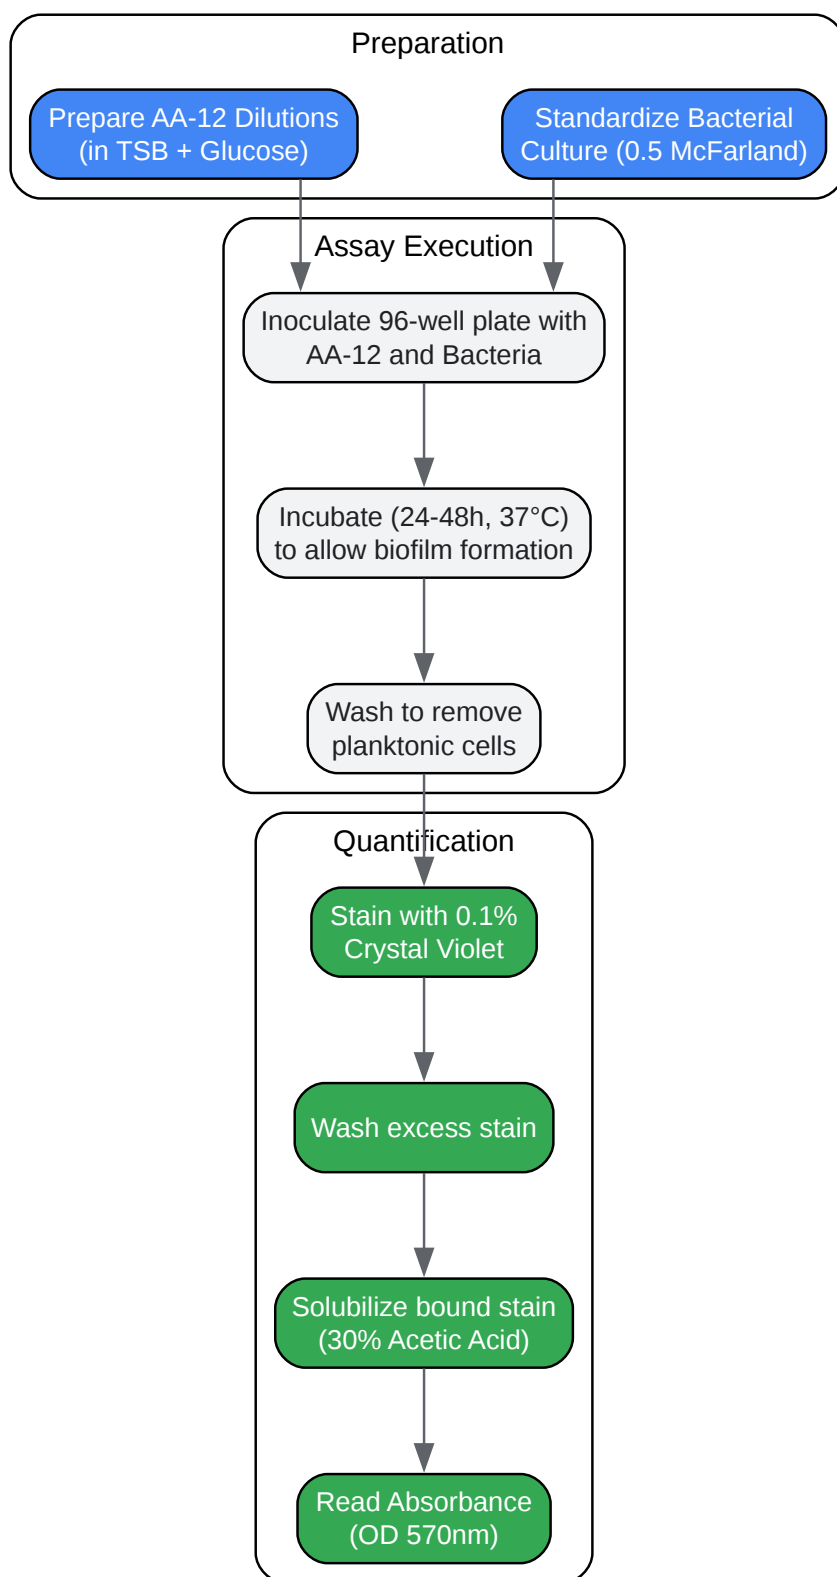 Preparation
Prepare AA-12 Dilutions
(in TSB + Glucose)
Standardize Bacterial
Culture (0.5 McFarland)
Assay Execution
Inoculate 96-well plate with
AA-12 and Bacteria
Incubate (24-48h, 37°C)
to allow biofilm formation
Wash to remove
planktonic cells
Quantification
Stain with 0.1%
Crystal Violet
Wash excess stain
Solubilize bound stain
(30% Acetic Acid)
Read Absorbance
(OD 570nm)